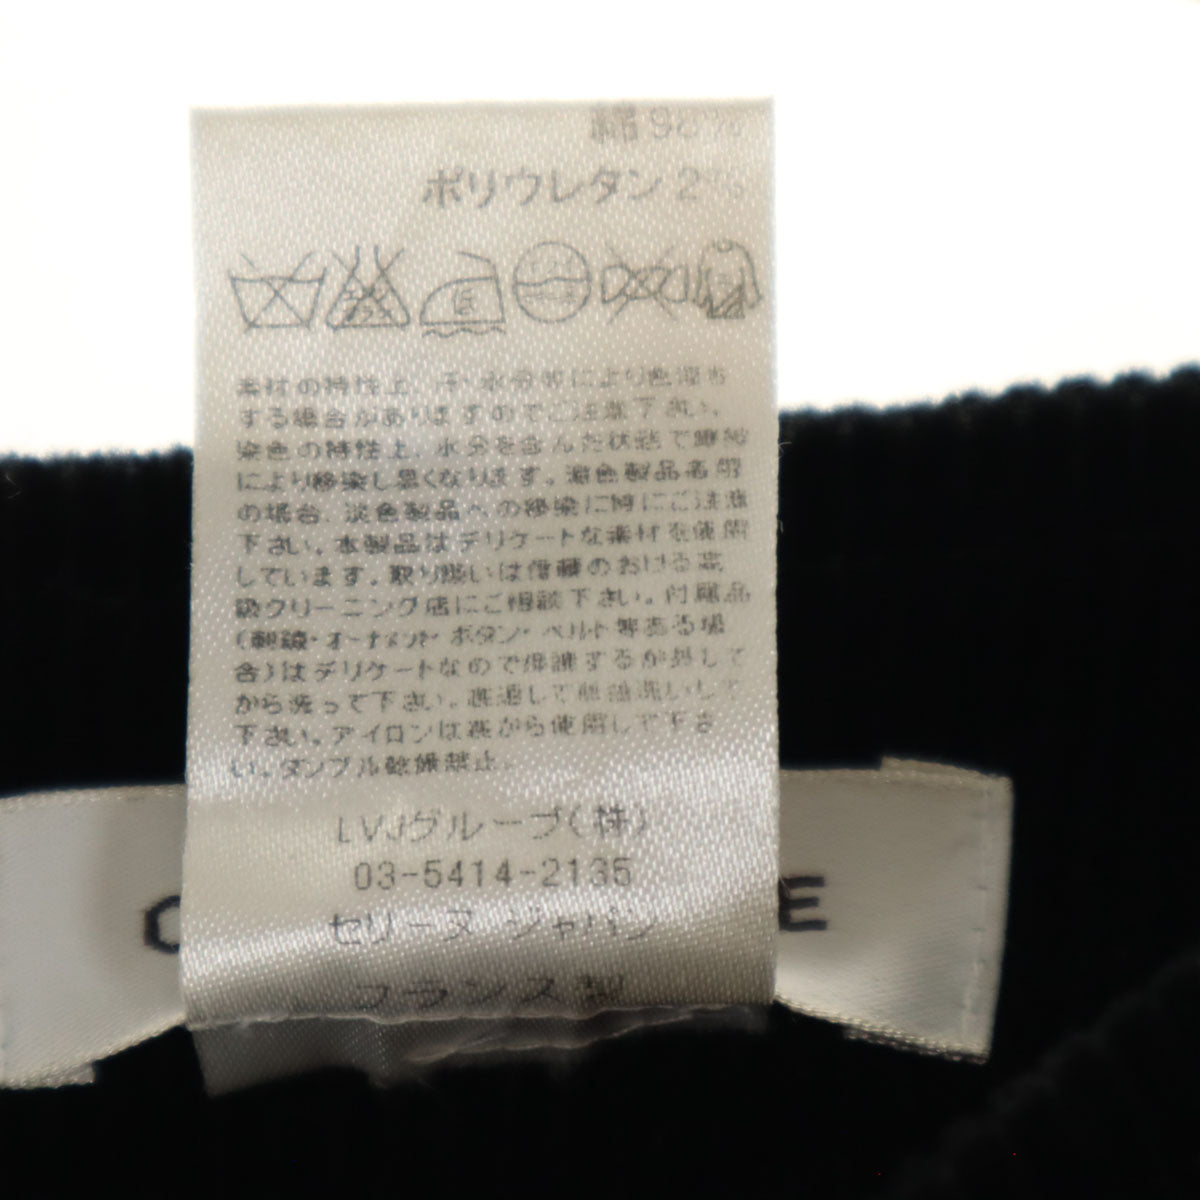 綿 98%
ポリウレタン 2%
素材の特性上、汗・水分等により色落ち
する場合がありますのでご注意下さい。
染色の特性上、水分を含んだ状態で摩擦
により移染し易くなります。濃色製品着用
の場合、淡色製品への移染に特にご注意
下さい。本製品はデリケートな素材を使用
しています。取り扱いは信頼のおける高
級クリーニング店にご相談下さい。付属品
(刺繍・オーナメント・ボタン・ベルト等ある場
合)はデリケートなので保護するか外して
から洗って下さい。裏返して単独洗いして
下さい。アイロンは裏から使用して下さ
い。タンブル乾燥禁止。
LVJグループ(株)
03-5414-2135
セリーヌ ジャパン
フランス製
C E